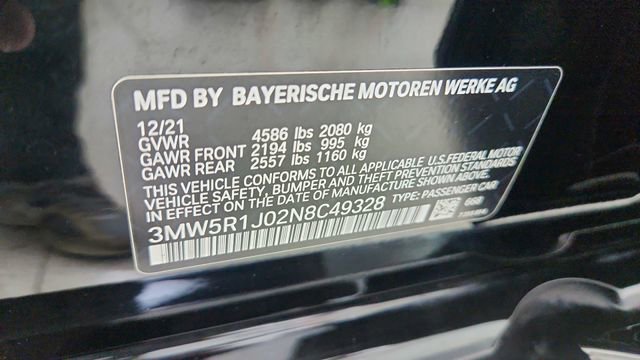 MFD BY BAYERISCHE MOTOREN WERKE AG
12/21
GVWR 4586 lbs 2080 kg
GAWR FRONT 2194 lbs 995 kg
GAWR REAR 2557 lbs 1160 kg
THIS VEHICLE CONFORMS TO ALL APPLICABLE U.S.FEDERAL MOTOR
VEHICLE SAFETY, BUMPER, AND THEFT PREVENTION STANDARDS
IN EFFECT ON THE DATE OF MANUFACTURE SHOWN ABOVE.
3MW5R1J02N8C49328 TYPE: PASSENGER CAR
668